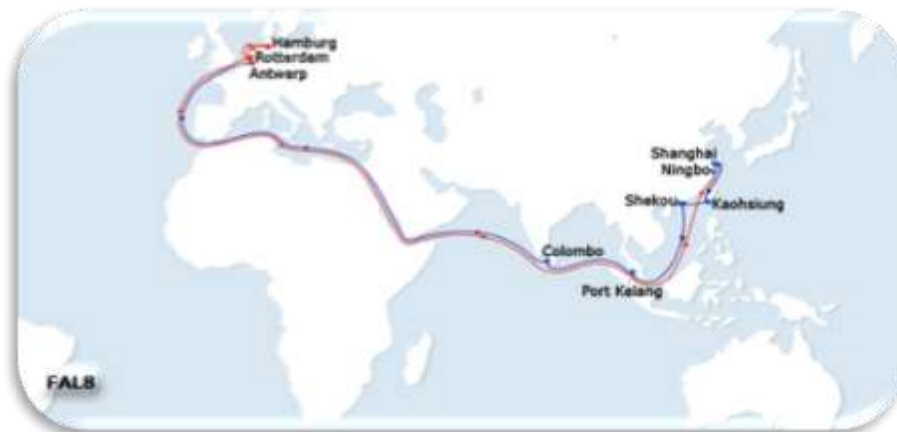 Hamburg
Rotterdam
Antwerp
Shanghai
Ningbo
Shekou
Kaohsiung
Colombo
Port Kelang
FAL8